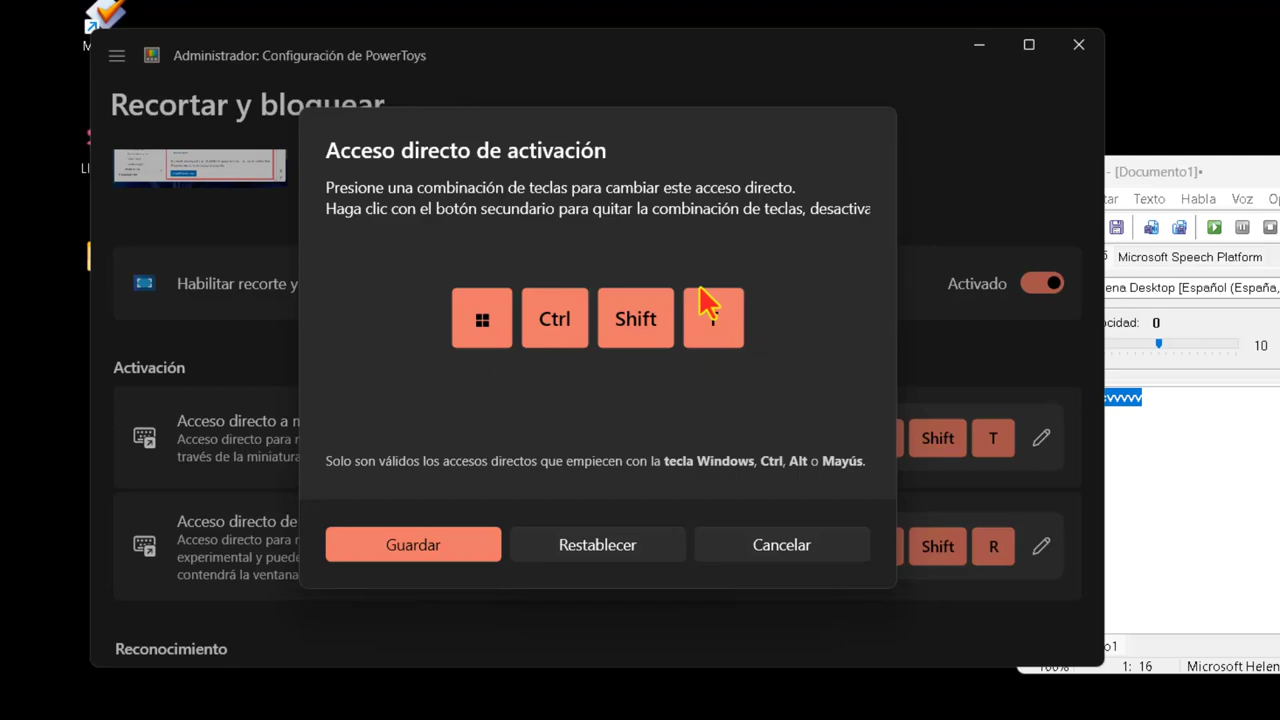 Administrador: Configuración de PowerToys
Recortar y bloquear
Acceso directo de activación
Presione una combinación de teclas para cambiar este acceso directo.
Haga clic con el botón secundario para quitar la combinación de teclas, desactiva
Habilitar recorte y
Activado
Ctrl
Shift
Activación
Acceso directo a
Acceso directo para
través de la miniatura
Shift
T
Solo son válidos los accesos directos que empiecen con la tecla Windows, Ctrl, Alt o Mayús.
Acceso directo de
Acceso directo para
experimental y puede
contendrá la ventana
Shift
R
Guardar
Restablecer
Cancelar
Reconocimiento
- [Documento1]
Texto
Habla
Voz
Microsoft Speech Platform
Desktop [Español (España,
0
10
1: 16
Microsoft Helen